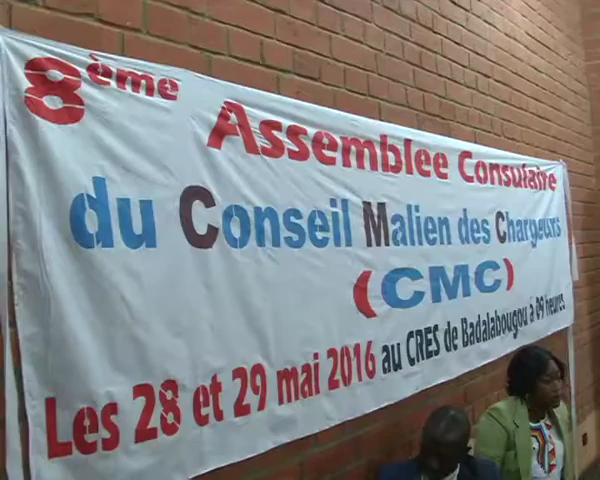 8ème Assemblee Consulaire
du Conseil Malien des Chargeurs
(CMC)
Les 28 et 29 mai 2016 au CRES de Badalabougou à 09 heures